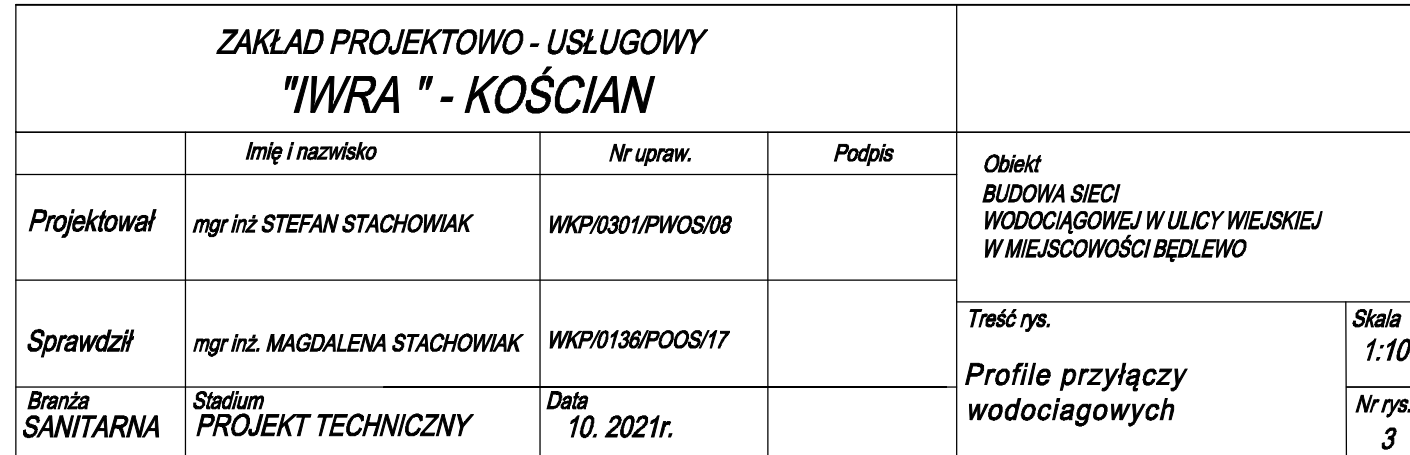 ZAKŁAD PROJEKTOWO - USŁUGOWY
"IWRA " - KOŚCIAN
Imię i nazwisko
Nr upraw.
Podpis
Projektował
mgr inż STEFAN STACHOWIAK
WKP/0301/PWOS/08
Sprawdził
mgr inż. MAGDALENA STACHOWIAK
WKP/0136/POOS/17
Branża
SANITARNA
Stadium
PROJEKT TECHNICZNY
Data
10. 2021r.
Obiekt
BUDOWA SIECI
WODOCIĄGOWEJ W ULICY WIEJSKIEJ
W MIEJSCOWOŚCI BĘDLEWO
Treść rys.
Profile przyłączy
wodociagowych
Skala
1:10
Nr rys.
3